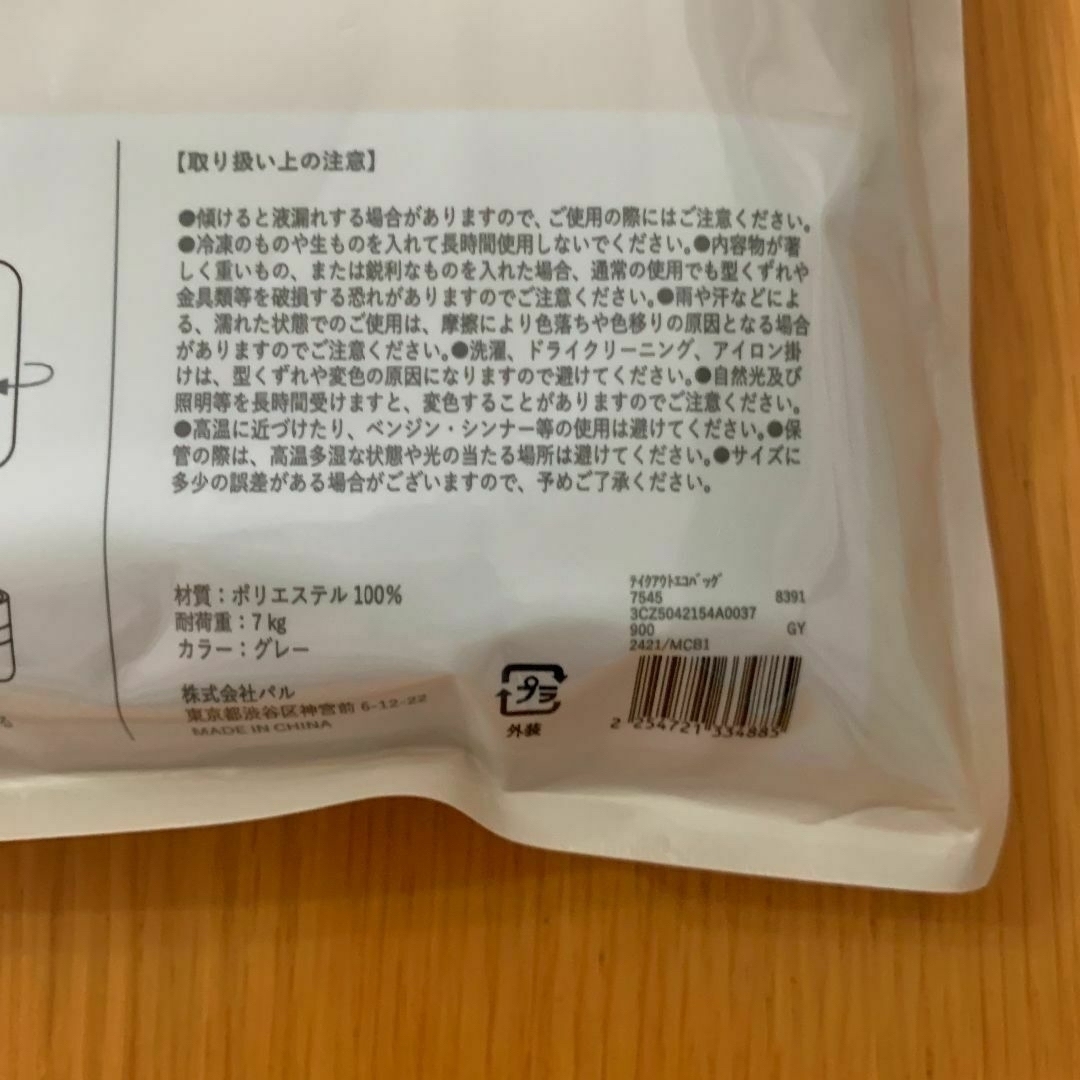 【取り扱い上の注意】
●傾けると液漏れする場合がありますので、ご使用の際にはご注意ください。
●冷凍のものや生ものを入れて長時間使用しないでください。●内容物が著
しく重いもの、または鋭利なものを入れた場合、通常の使用でも型くずれや
金具類等を破損する恐れがありますのでご注意ください。●雨や汗などによ
る、濡れた状態でのご使用は、摩擦により色落ちや色移りの原因となる場合
がありますのでご注意ください。●洗濯、ドライクリーニング、アイロン掛
けは、型くずれや変色の原因になりますので避けてください。●自然光及び
照明等を長時間受けますと、変色することがありますのでご注意ください。
●高温に近づけたり、ベンジン・シンナー等の使用は避けてください。●保
管の際は、高温多湿な状態や光の当たる場所は避けてください。●サイズに
多少の誤差がある場合がございますので、予めご了承ください。
材質：ポリエステル 100%
耐荷重：7 kg
カラー：グレー
株式会社パル
東京都渋谷区神宮前 6-12-22
MADE IN CHINA
プラ
外装
ﾃｲｸｱｳﾄｴｺﾊﾞｯｸﾞ
7545 8391
3CZ5042154A0037
900 GY
2421/MCB1
2 254721 334885
る